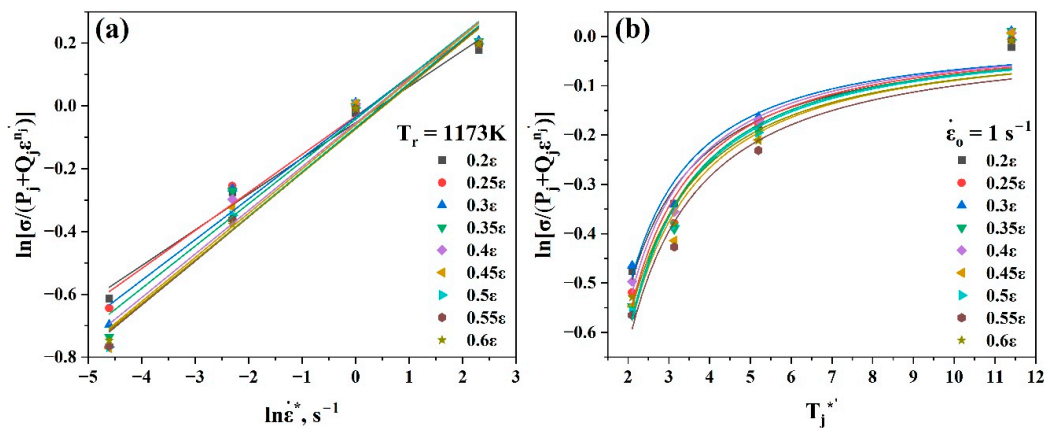 (a)
ln[σ/(Pj+Qjε^nj')]
0.2
0.0
−0.2
−0.4
−0.6
−0.8
−5 −4 −3 −2 −1 0 1 2 3
lnε̇*, s⁻¹
Tr = 1173K
0.2ε
0.25ε
0.3ε
0.35ε
0.4ε
0.45ε
0.5ε
0.55ε
0.6ε
(b)
ln[σ/(Pj+Qjε^nj')]
0.0
−0.1
−0.2
−0.3
−0.4
−0.5
−0.6
2 3 4 5 6 7 8 9 10 11 12
Tj*'
ε̇o = 1 s⁻¹
0.2ε
0.25ε
0.3ε
0.35ε
0.4ε
0.45ε
0.5ε
0.55ε
0.6ε